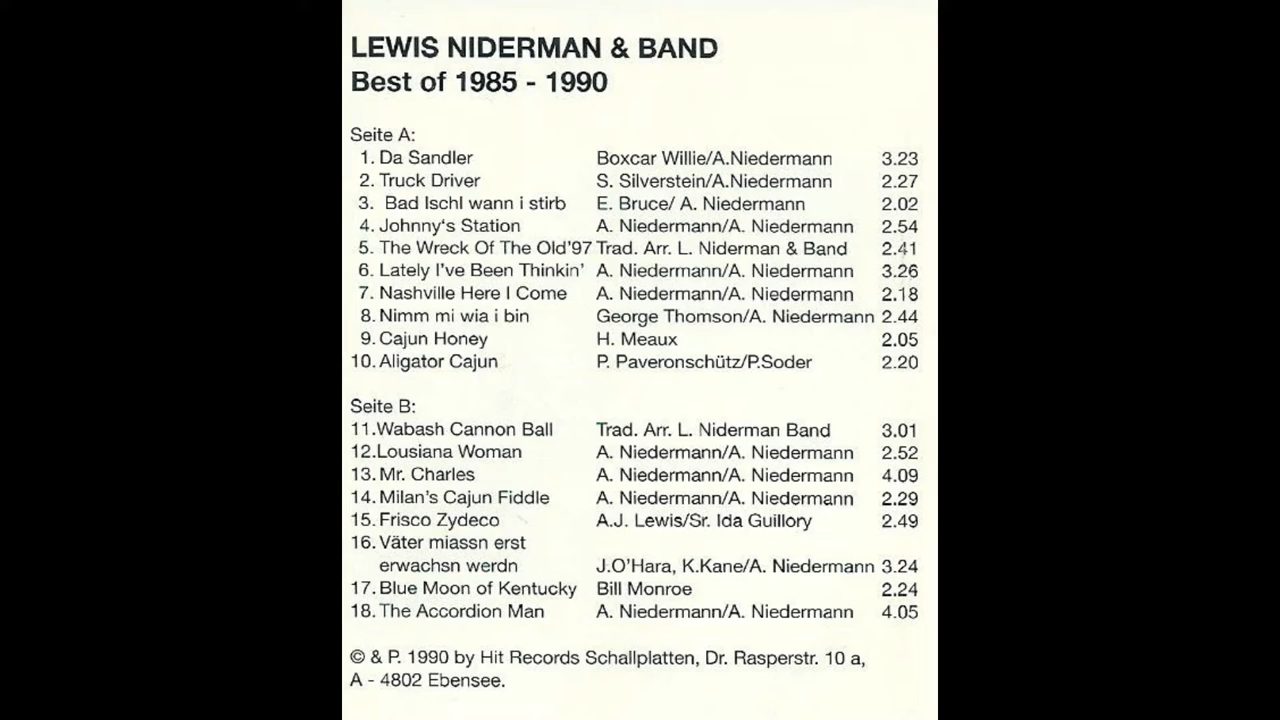 LEWIS NIDERMAN & BAND
Best of 1985 - 1990
Seite A:
1. Da Sandler Boxcar Willie/A.Niedermann 3.23
2. Truck Driver S. Silverstein/A.Niedermann 2.27
3. Bad Ischl wann i stirb E. Bruce/ A. Niedermann 2.02
4. Johnny‘s Station A. Niedermann/A. Niedermann 2.54
5. The Wreck Of The Old'97 Trad. Arr. L. Niderman & Band 2.41
6. Lately I've Been Thinkin' A. Niedermann/A. Niedermann 3.26
7. Nashville Here I Come A. Niedermann/A. Niedermann 2.18
8. Nimm mi wia i bin George Thomson/A. Niedermann 2.44
9. Cajun Honey H. Meaux 2.05
10. Aligator Cajun P. Paveronschütz/P.Soder 2.20
Seite B:
11.Wabash Cannon Ball Trad. Arr. L. Niderman Band 3.01
12.Lousiana Woman A. Niedermann/A. Niedermann 2.52
13. Mr. Charles A. Niedermann/A. Niedermann 4.09
14. Milan's Cajun Fiddle A. Niedermann/A. Niedermann 2.29
15. Frisco Zydeco A.J. Lewis/Sr. Ida Guillory 2.49
16. Väter miassn erst
erwachsn werdn J.O'Hara, K.Kane/A. Niedermann 3.24
17. Blue Moon of Kentucky Bill Monroe 2.24
18. The Accordion Man A. Niedermann/A. Niedermann 4.05
© & P. 1990 by Hit Records Schallplatten, Dr. Rasperstr. 10 a,
A - 4802 Ebensee.